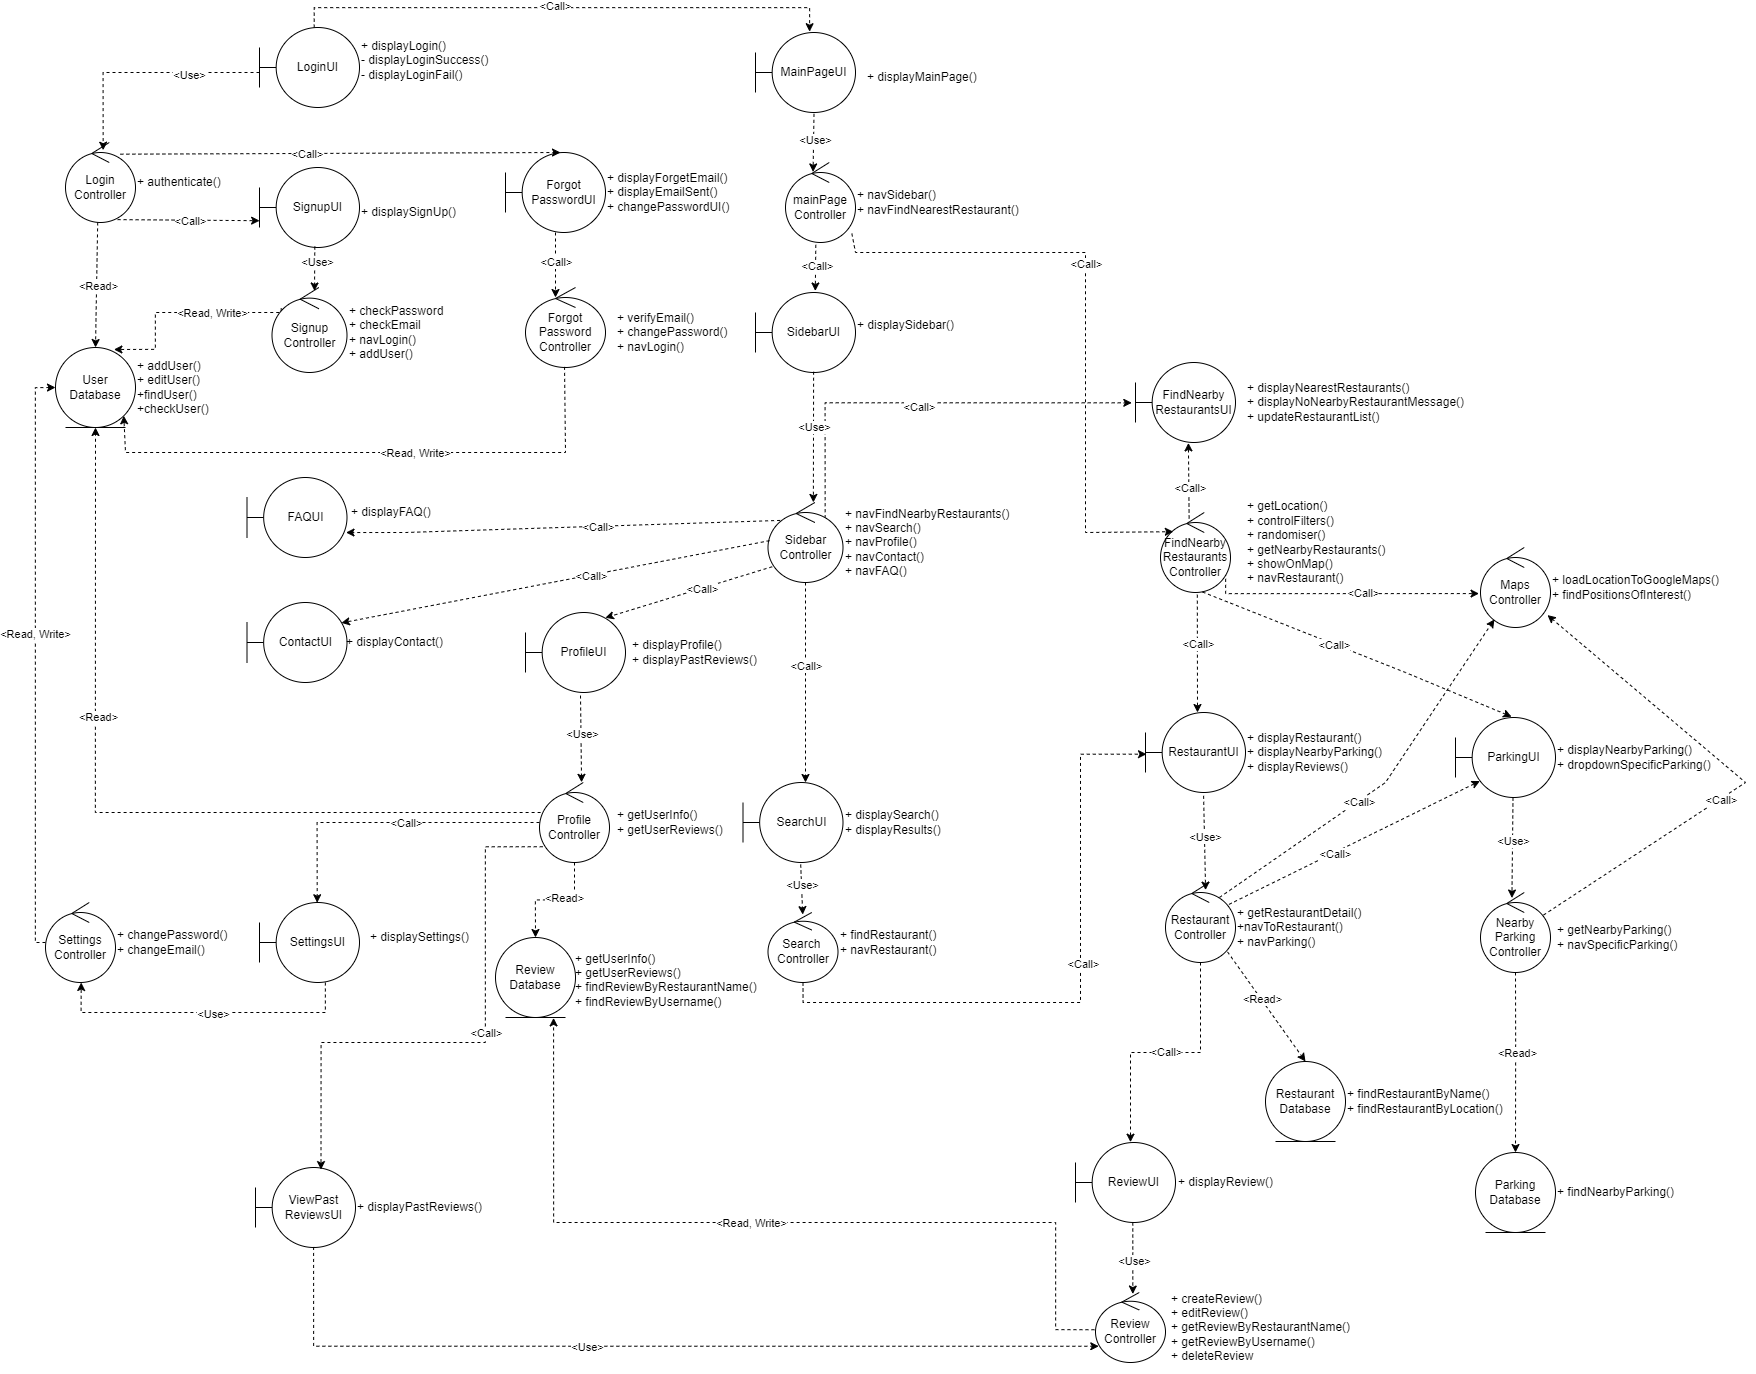 <Call>
LoginUI
+ displayLogin()
- displayLoginSuccess()
- displayLoginFail()
<Use>
MainPageUI
+ displayMainPage()
<Use>
Login
Controller
+ authenticate()
<Call>
<Call>
SignupUI
+ displaySignUp()
Forgot
PasswordUI
+ displayForgetEmail()
+ displayEmailSent()
+ changePasswordUI()
mainPage
Controller
+ navSidebar()
+ navFindNearestRestaurant()
<Call>
<Read>
<Use>
<Call>
<Call>
<Read, Write>
Signup
Controller
+ checkPassword
+ checkEmail
+ navLogin()
+ addUser()
Forgot
Password
Controller
+ verifyEmail()
+ changePassword()
+ navLogin()
SidebarUI
+ displaySidebar()
User
Database
+ addUser()
+ editUser()
+findUser()
+checkUser()
<Read, Write>
<Use>
<Call>
FindNearby
RestaurantsUI
+ displayNearestRestaurants()
+ displayNoNearbyRestaurantMessage()
+ updateRestaurantList()
<Call>
FAQUI
+ displayFAQ()
<Call>
Sidebar
Controller
+ navFindNearbyRestaurants()
+ navSearch()
+ navProfile()
+ navContact()
+ navFAQ()
FindNearby
Restaurants
Controller
+ getLocation()
+ controlFilters()
+ randomiser()
+ getNearbyRestaurants()
+ showOnMap()
+ navRestaurant()
<Call>
Maps
Controller
+ loadLocationToGoogleMaps()
+ findPositionsOfInterest()
<Call>
<Call>
ContactUI
+ displayContact()
<Read, Write>
ProfileUI
+ displayProfile()
+ displayPastReviews()
<Call>
<Call>
<Call>
<Read>
<Use>
RestaurantUI
+ displayRestaurant()
+ displayNearbyParking()
+ displayReviews()
ParkingUI
+ displayNearbyParking()
+ dropdownSpecificParking()
<Call>
<Call>
<Call>
Profile
Controller
+ getUserInfo()
+ getUserReviews()
SearchUI
+ displaySearch()
+ displayResults()
<Use>
<Use>
<Call>
<Use>
<Read>
Settings
Controller
+ changePassword()
+ changeEmail()
SettingsUI
+ displaySettings()
<Use>
Review
Database
+ getUserInfo()
+ getUserReviews()
+ findReviewByRestaurantName()
+ findReviewByUsername()
Search
Controller
+ findRestaurant()
+ navRestaurant()
<Call>
Restaurant
Controller
+ getRestaurantDetail()
+navToRestaurant()
+ navParking()
Nearby
Parking
Controller
+ getNearbyParking()
+ navSpecificParking()
<Read>
<Call>
<Call>
<Read>
Restaurant
Database
+ findRestaurantByName()
+ findRestaurantByLocation()
ViewPast
ReviewsUI
+ displayPastReviews()
<Read, Write>
ReviewUI
+ displayReview()
Parking
Database
+ findNearbyParking()
<Use>
<Use>
Review
Controller
+ createReview()
+ editReview()
+ getReviewByRestaurantName()
+ getReviewByUsername()
+ deleteReview